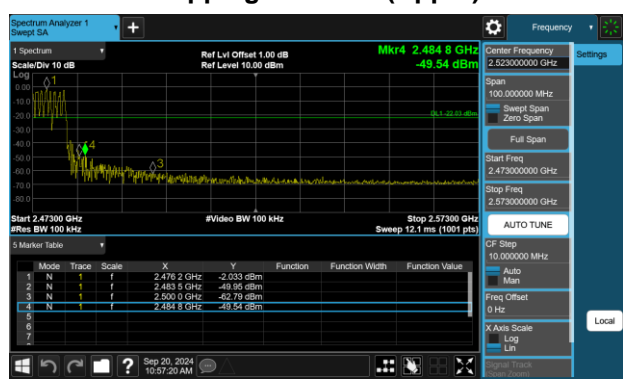 Spectrum Analyzer 1
Swept SA
+
Frequency
1 Spectrum
Scale/Div 10 dB
Ref Lvl Offset 1.00 dB
Ref Level 10.00 dBm
Mkr4 2.484 8 GHz
-49.54 dBm
Log
0.00
-10.0
-20.0
-30.0
-40.0
-50.0
-60.0
-70.0
-80.0
1
4
3
DL1 -22.03 dBm
Start 2.47300 GHz
#Res BW 100 kHz
#Video BW 100 kHz
Stop 2.57300 GHz
Sweep 12.1 ms (1001 pts)
5 Marker Table
Mode Trace Scale X Y Function Function Width Function Value
1 N 1 f 2.476 2 GHz -2.033 dBm
2 N 1 f 2.483 5 GHz -49.95 dBm
3 N 1 f 2.500 0 GHz -62.79 dBm
4 N 1 f 2.484 8 GHz -49.54 dBm
5
6
7
Sep 20, 2024
10:57:20 AM
?
Center Frequency
2.523000000 GHz
Settings
Span
100.000000 MHz
Swept Span
Zero Span
Full Span
Start Freq
2.473000000 GHz
Stop Freq
2.573000000 GHz
AUTO TUNE
CF Step
10.000000 MHz
Auto
Man
Freq Offset
0 Hz
X Axis Scale
Log
Lin
Local
Signal Track
(Span Zoom)